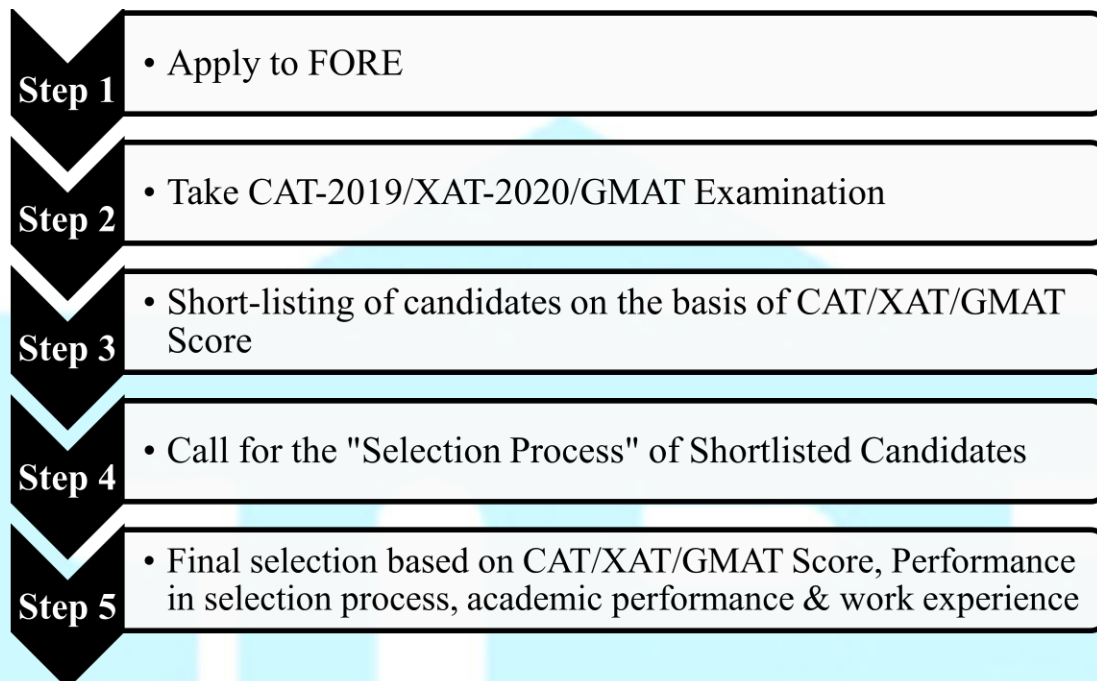 Step 1
• Apply to FORE
Step 2
• Take CAT-2019/XAT-2020/GMAT Examination
Step 3
• Short-listing of candidates on the basis of CAT/XAT/GMAT
Score
Step 4
• Call for the "Selection Process" of Shortlisted Candidates
Step 5
• Final selection based on CAT/XAT/GMAT Score, Performance
in selection process, academic performance & work experience